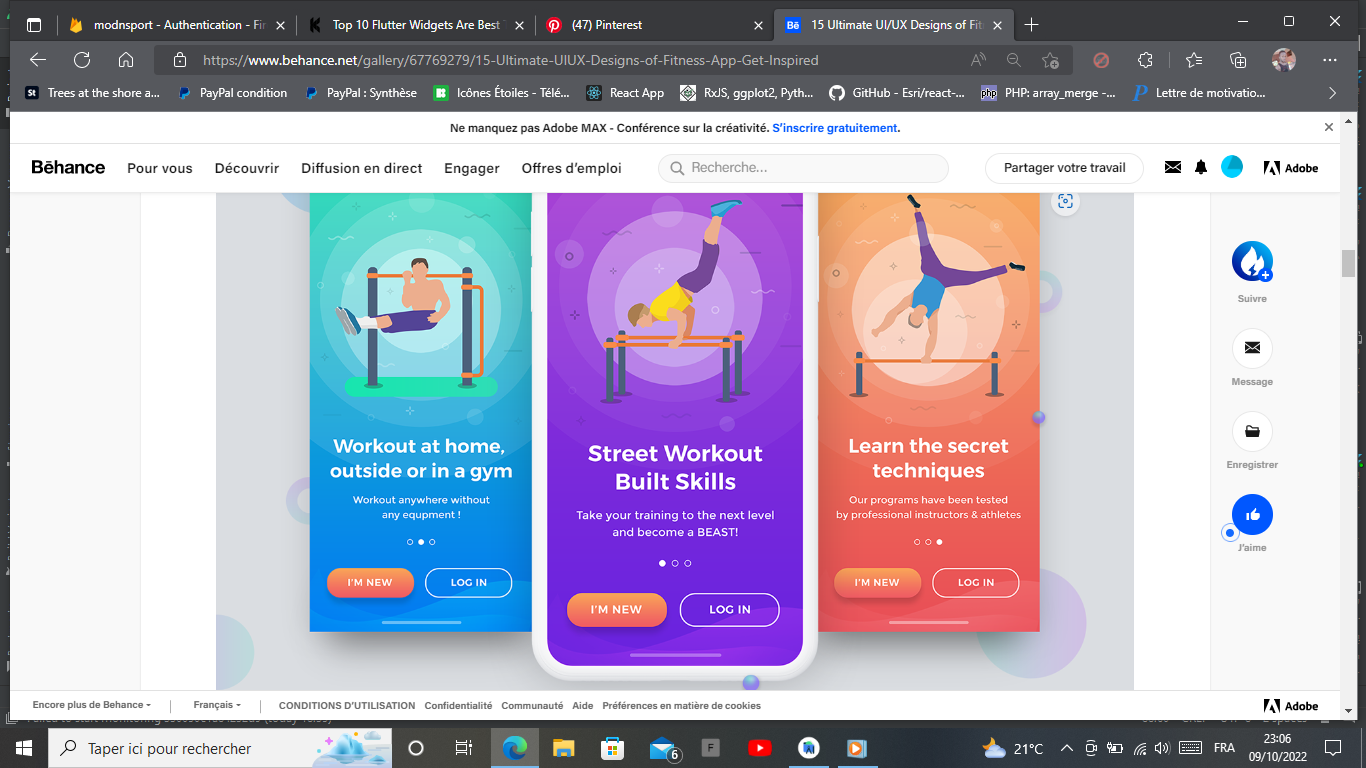 modnsport - Authentication - Fir
Top 10 Flutter Widgets Are Best
(47) Pinterest
Bē 15 Ultimate UI/UX Designs of Fit
https://www.behance.net/gallery/67769279/15-Ultimate-UIUX-Designs-of-Fitness-App-Get-Inspired
Trees at the shore a...
PayPal condition
PayPal : Synthèse
Icônes Étoiles - Télé...
React App
RxJS, ggplot2, Pyth...
GitHub - Esri/react-...
php PHP: array_merge -...
Lettre de motivatio...
Ne manquez pas Adobe MAX - Conférence sur la créativité. S'inscrire gratuitement.
Bēhance Pour vous Découvrir Diffusion en direct Engager Offres d'emploi Recherche... Partager votre travail Adobe
Workout at home,
outside or in a gym
Workout anywhere without
any equpment !
I'M NEW LOG IN
Street Workout
Built Skills
Take your training to the next level
and become a BEAST!
I'M NEW LOG IN
Learn the secret
techniques
Our programs have been tested
by professional instructors & athletes
I'M NEW LOG IN
Suivre
Message
Enregistrer
J'aime
Encore plus de Behance Français CONDITIONS D'UTILISATION Confidentialité Communauté Aide Préférences en matière de cookies Adobe
Taper ici pour rechercher
6
F
21°C
FRA
23:06
09/10/2022